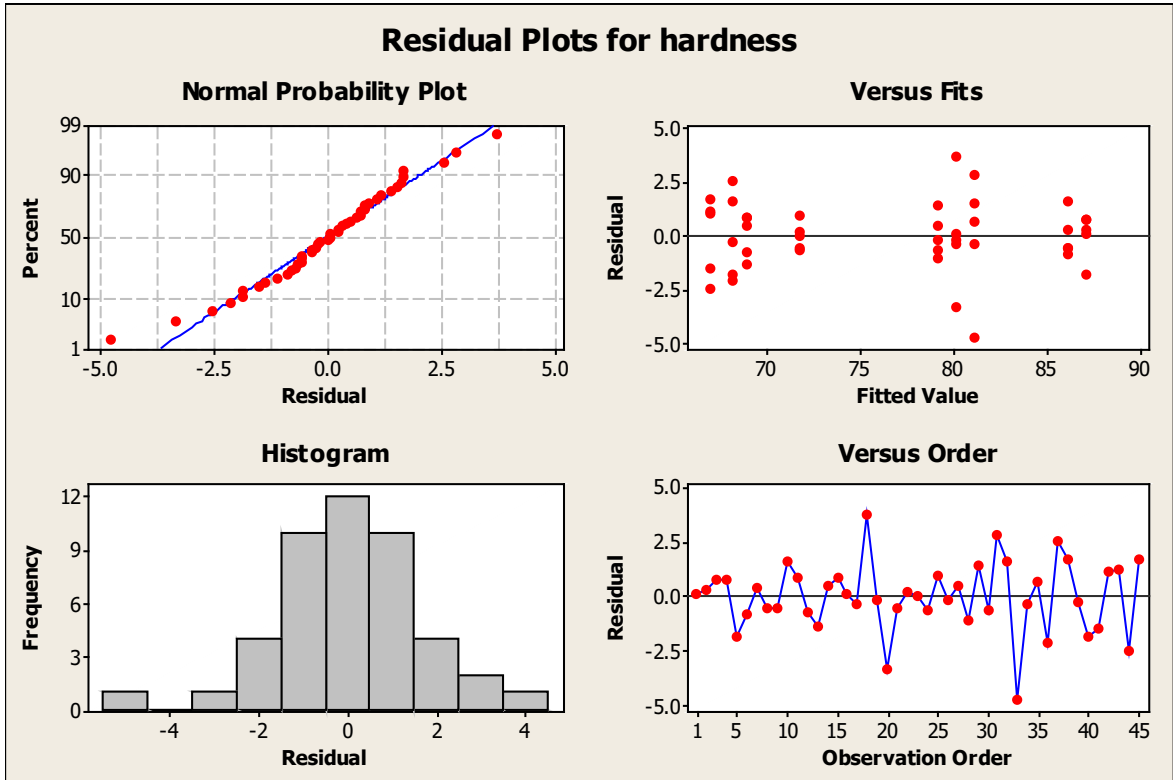 Residual Plots for hardness
Normal Probability Plot
99
90
50
10
1
Percent
-5.0 -2.5 0.0 2.5 5.0
Residual
Versus Fits
5.0
2.5
0.0
-2.5
-5.0
Residual
70 75 80 85 90
Fitted Value
Histogram
12
9
6
3
0
Frequency
-4 -2 0 2 4
Residual
Versus Order
5.0
2.5
0.0
-2.5
-5.0
Residual
1 5 10 15 20 25 30 35 40 45
Observation Order